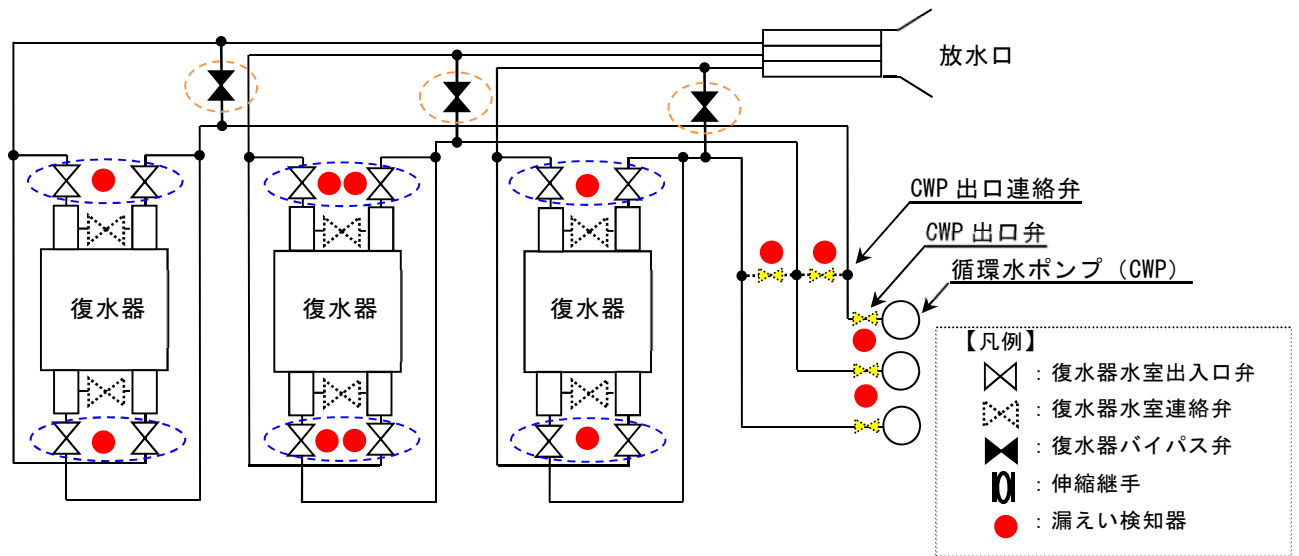 放水口
CWP 出口連絡弁
CWP 出口弁
循環水ポンプ（CWP）
復水器
復水器
復水器
【凡例】
：復水器水室出入口弁
：復水器水室連絡弁
：復水器バイパス弁
：伸縮継手
：漏えい検知器